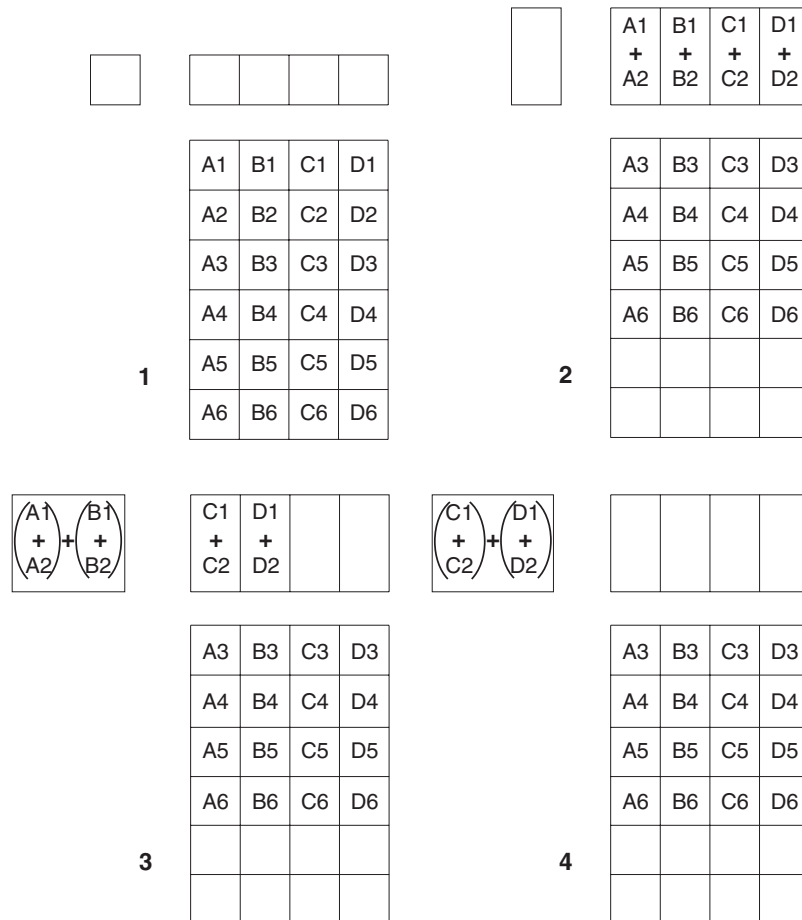 A1 B1 C1 D1
+ + + +
A2 B2 C2 D2
A1 B1 C1 D1
A2 B2 C2 D2
A3 B3 C3 D3
A4 B4 C4 D4
A5 B5 C5 D5
A6 B6 C6 D6
1
A3 B3 C3 D3
A4 B4 C4 D4
A5 B5 C5 D5
A6 B6 C6 D6
2
(A1 + A2) + (B1 + B2)
C1 D1
+ +
C2 D2
A3 B3 C3 D3
A4 B4 C4 D4
A5 B5 C5 D5
A6 B6 C6 D6
3
(C1 + C2) + (D1 + D2)
A3 B3 C3 D3
A4 B4 C4 D4
A5 B5 C5 D5
A6 B6 C6 D6
4